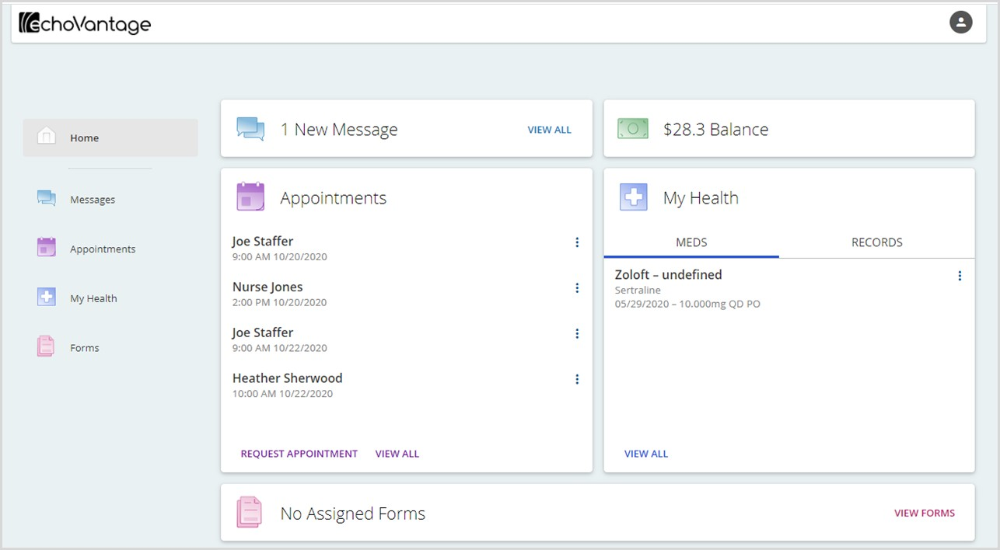 echoVantage
Home
Messages
Appointments
My Health
Forms
1 New Message
VIEW ALL
$28.3 Balance
Appointments
Joe Staffer
9:00 AM 10/20/2020
Nurse Jones
2:00 PM 10/20/2020
Joe Staffer
9:00 AM 10/22/2020
Heather Sherwood
10:00 AM 10/22/2020
REQUEST APPOINTMENT
VIEW ALL
My Health
MEDS
RECORDS
Zoloft – undefined
Sertraline
05/29/2020 – 10.000mg QD PO
VIEW ALL
No Assigned Forms
VIEW FORMS